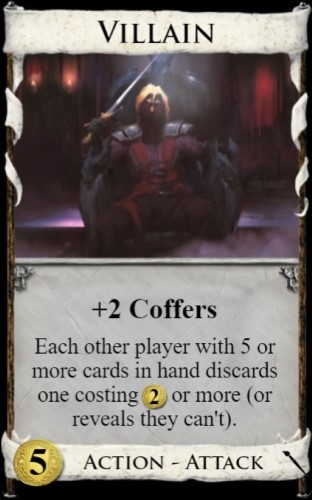 VILLAIN
+2 Coffers
Each other player with 5 or
more cards in hand discards
one costing 2 or more (or
reveals they can't).
5 ACTION - ATTACK